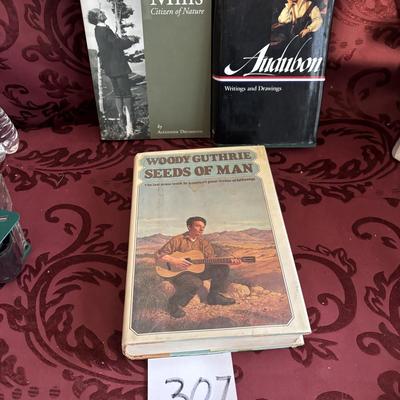 Mills
Citizen of Nature
by
Alexander Drummond
Audubon
Writings and Drawings
WOODY GUTHRIE
SEEDS OF MAN
307